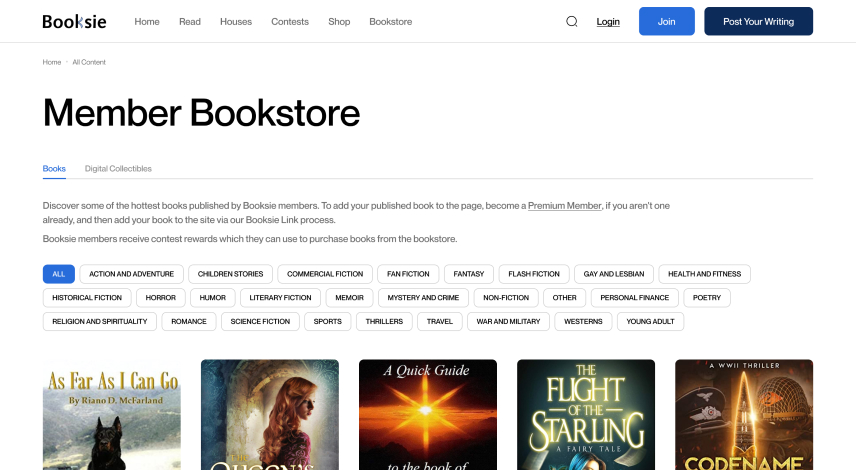 Booksie
Home Read Houses Contests Shop Bookstore
Login
Join
Post Your Writing
Home
All Content
Member Bookstore
Books
Digital Collectibles
Discover some of the hottest books published by Booksie members. To add your published book to the page, become a Premium Member, if you aren't one
already, and then add your book to the site via our Booksie Link process.
Booksie members receive contest rewards which they can use to purchase books from the bookstore.
ALL ACTION AND ADVENTURE CHILDREN STORIES COMMERCIAL FICTION FAN FICTION FANTASY FLASH FICTION GAY AND LESBIAN HEALTH AND FITNESS
HISTORICAL FICTION HORROR HUMOR LITERARY FICTION MEMOIR MYSTERY AND CRIME NON-FICTION OTHER PERSONAL FINANCE POETRY
RELIGION AND SPIRITUALITY ROMANCE SCIENCE FICTION SPORTS THRILLERS TRAVEL WAR AND MILITARY WESTERNS YOUNG ADULT
As Far As I Can Go
By Riano D. McFarland
THE
QUEEN'S
A Quick Guide
to the book of
THE
FLIGHT
OF THE
STARLING
A FAIRY TALE
A WWII THRILLER
CODENAME